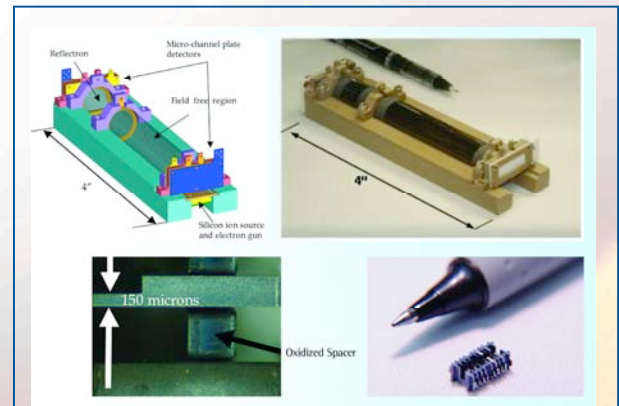 Micro-channel plate
detectors
Reflectron
Field free region
4"
Silicon ion source
and electron gun
4"
150 microns
Oxidized Spacer